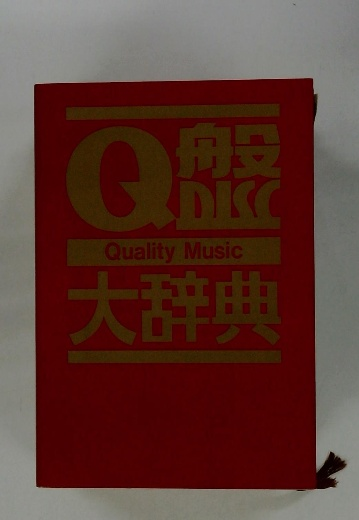 Q盤
DISC
Quality Music
大辞典